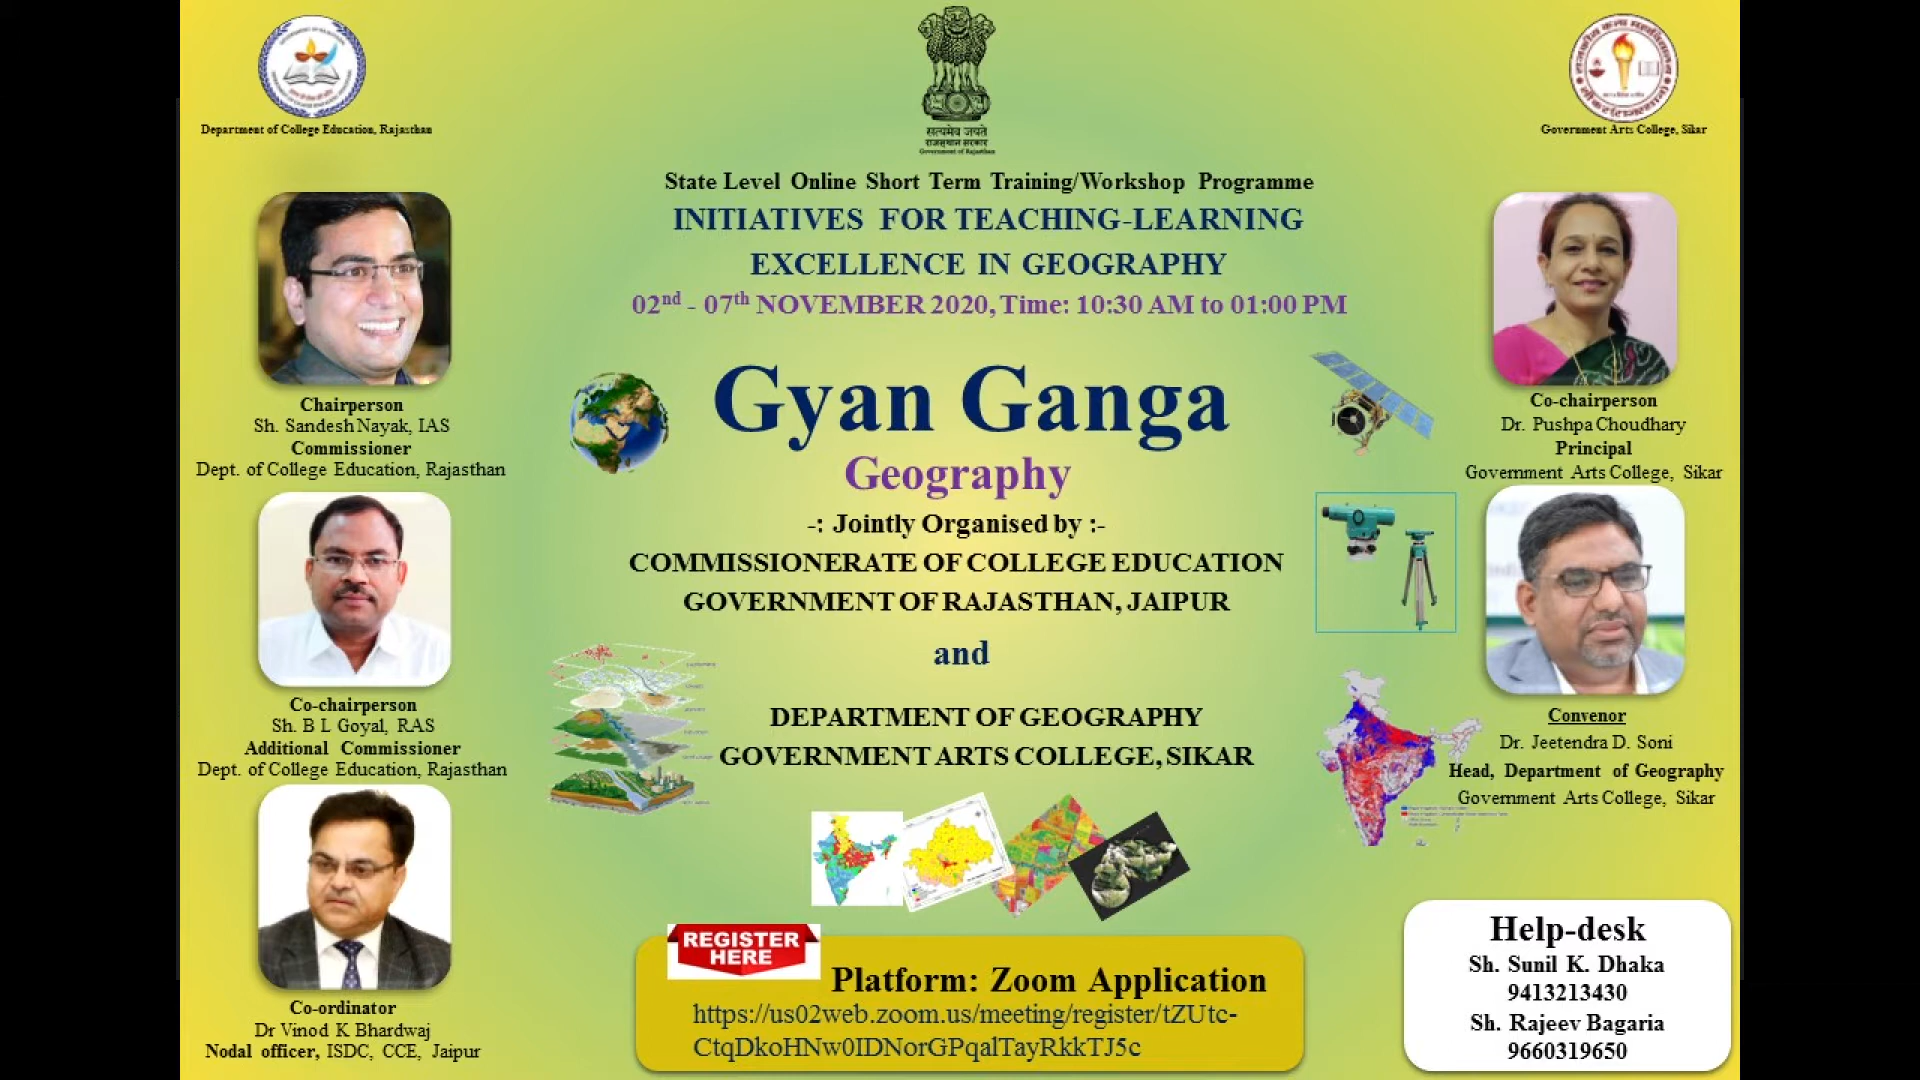 Department of College Education, Rajasthan
सत्यमेव जयते
राजस्थान सरकार
Government of Rajasthan
Government Arts College, Sikar
State Level Online Short Term Training/Workshop Programme
INITIATIVES FOR TEACHING-LEARNING
EXCELLENCE IN GEOGRAPHY
02nd - 07th NOVEMBER 2020, Time: 10:30 AM to 01:00 PM
Gyan Ganga
Geography
-: Jointly Organised by :-
COMMISSIONERATE OF COLLEGE EDUCATION
GOVERNMENT OF RAJASTHAN, JAIPUR
and
DEPARTMENT OF GEOGRAPHY
GOVERNMENT ARTS COLLEGE, SIKAR
Chairperson
Sh. Sandesh Nayak, IAS
Commissioner
Dept. of College Education, Rajasthan
Co-chairperson
Sh. B L Goyal, RAS
Additional Commissioner
Dept. of College Education, Rajasthan
Co-ordinator
Dr Vinod K Bhardwaj
Nodal officer, ISDC, CCE, Jaipur
Co-chairperson
Dr. Pushpa Choudhary
Principal
Government Arts College, Sikar
Convenor
Dr. Jeetendra D. Soni
Head, Department of Geography
Government Arts College, Sikar
REGISTER
HERE
Platform: Zoom Application
https://us02web.zoom.us/meeting/register/tZUtc-
CtqDkoHNw0IDNorGPqalTayRkkTJ5c
Help-desk
Sh. Sunil K. Dhaka
9413213430
Sh. Rajeev Bagaria
9660319650